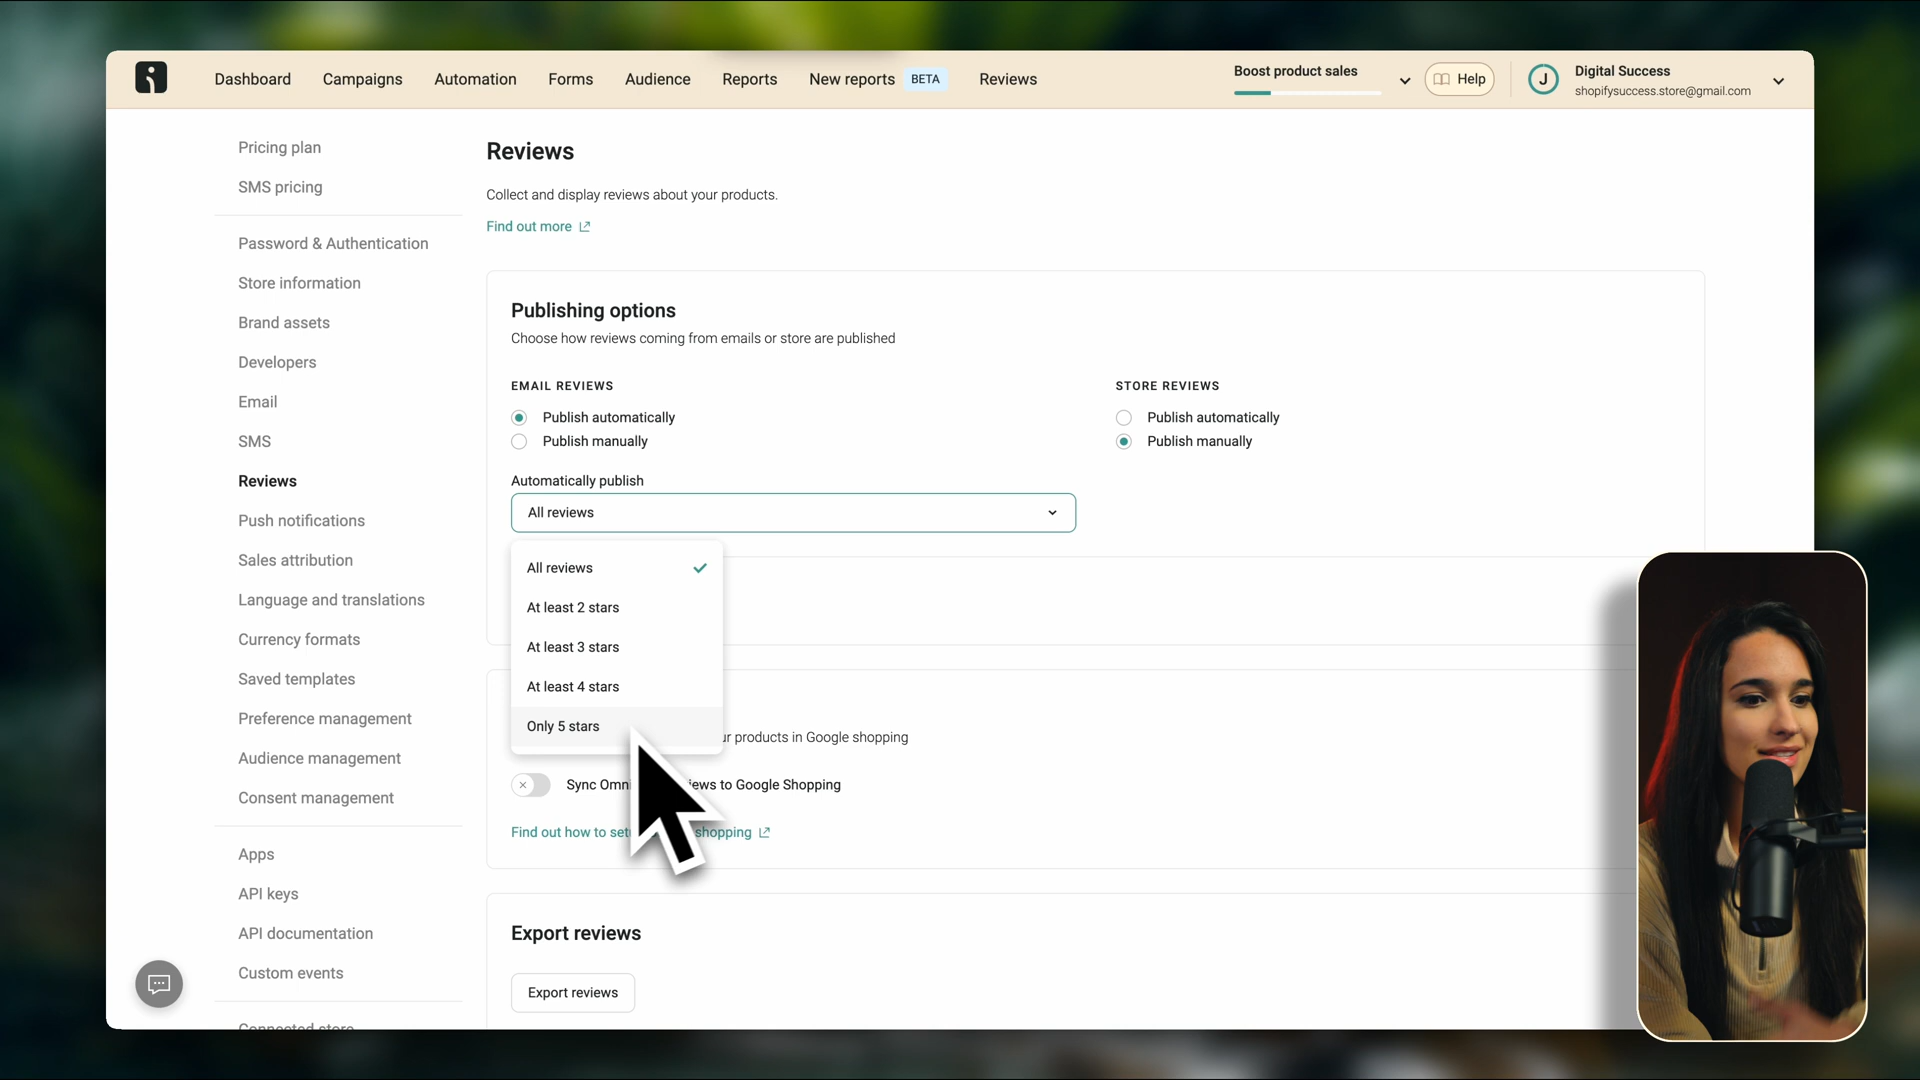 Dashboard
Campaigns
Automation
Forms
Audience
Reports
New reports BETA
Reviews
Boost product sales
Help
J
Digital Success
shopifysuccess.store@gmail.com
Pricing plan
SMS pricing
Password & Authentication
Store information
Brand assets
Developers
Email
SMS
Reviews
Push notifications
Sales attribution
Language and translations
Currency formats
Saved templates
Preference management
Audience management
Consent management
Apps
API keys
API documentation
Custom events
Connected store
Reviews
Collect and display reviews about your products.
Find out more
Publishing options
Choose how reviews coming from emails or store are published
EMAIL REVIEWS
Publish automatically
Publish manually
STORE REVIEWS
Publish automatically
Publish manually
Automatically publish
All reviews
All reviews
At least 2 stars
At least 3 stars
At least 4 stars
Only 5 stars
products in Google shopping
Sync to Google Shopping
Find out how to shopping
Export reviews
Export reviews